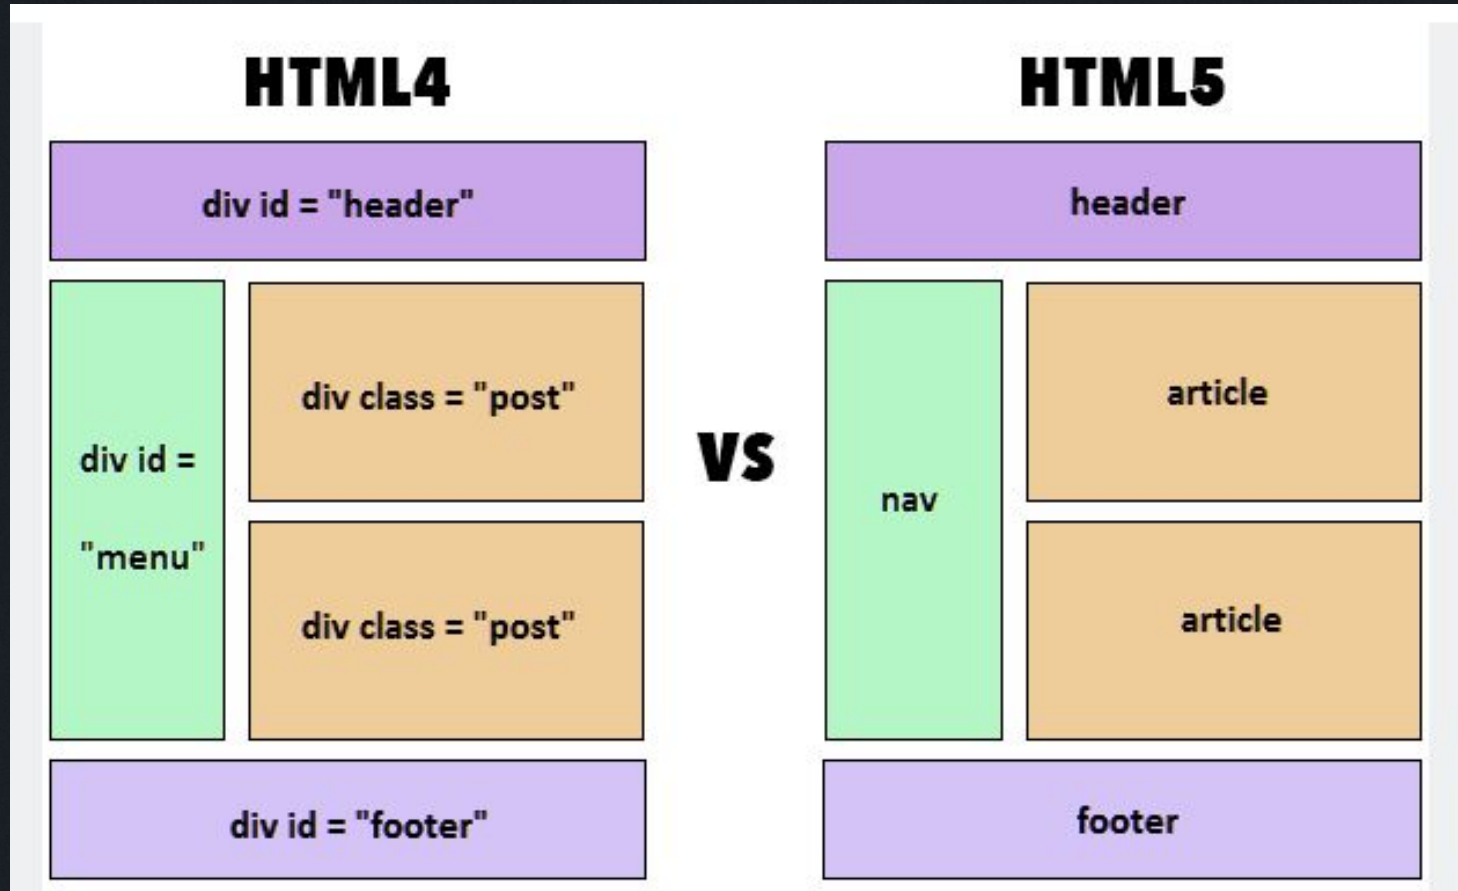 HTML4
div id = "header"
div id =
"menu"
div class = "post"
div class = "post"
div id = "footer"
VS
HTML5
header
nav
article
article
footer